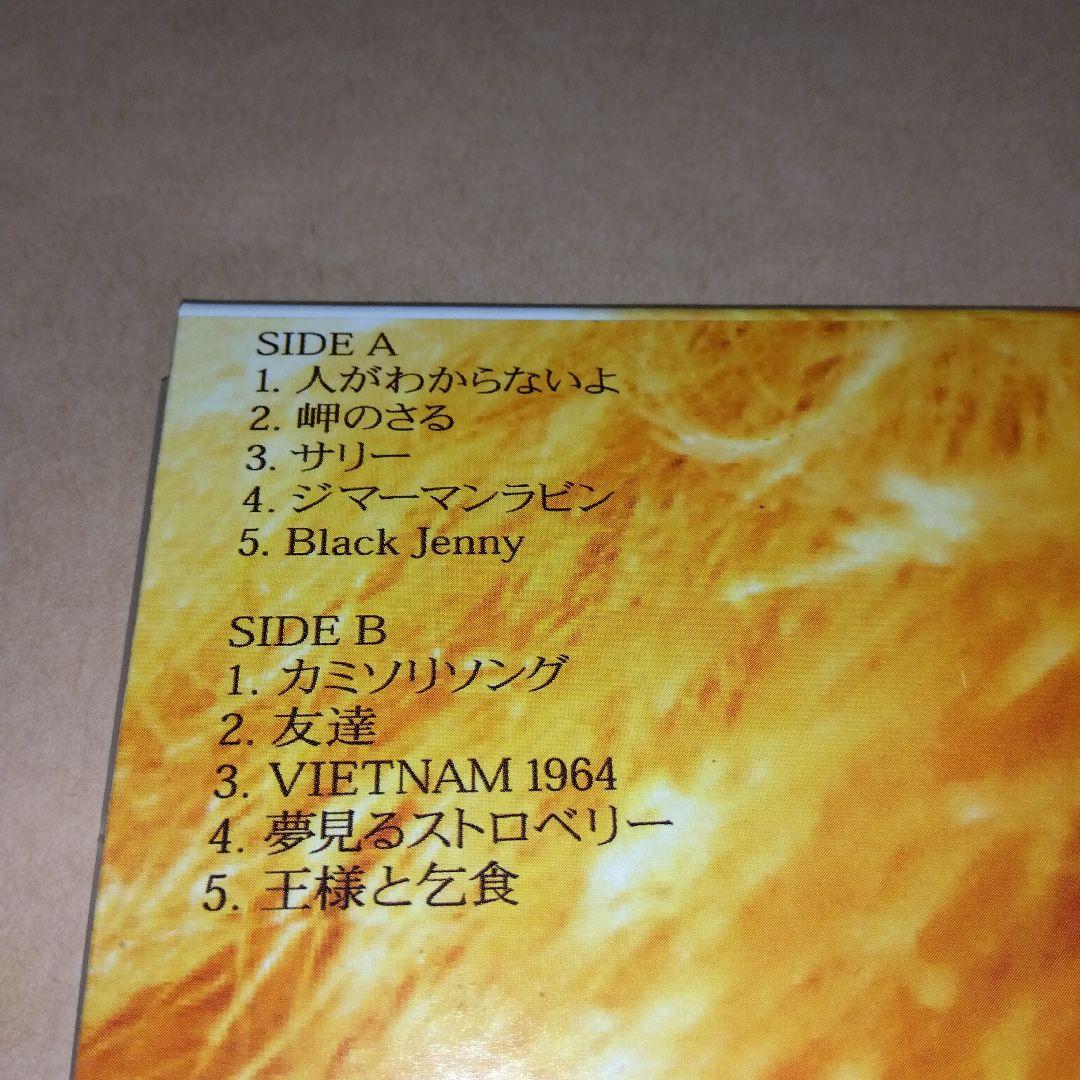 SIDE A
1. 人がわからないよ
2. 岬のさる
3. サリー
4. ジマーマンラビン
5. Black Jenny
SIDE B
1. カミソリソング
2. 友達
3. VIETNAM 1964
4. 夢見るストロベリー
5. 王様と乞食